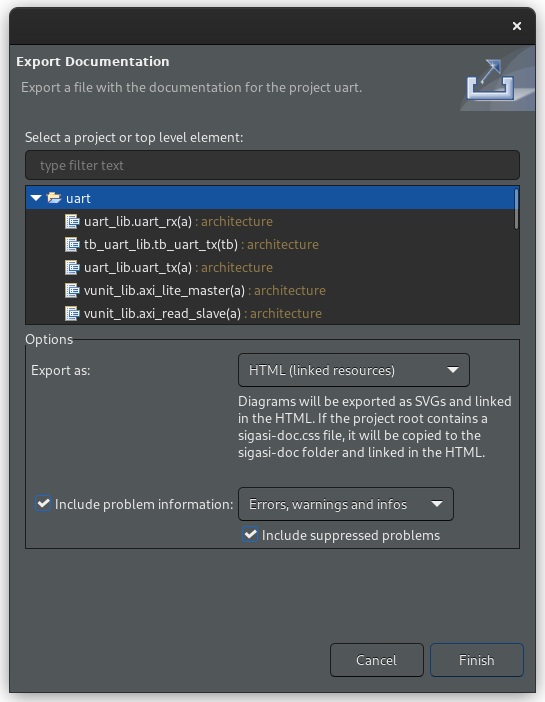 Export Documentation
Export a file with the documentation for the project uart.
Select a project or top level element:
type filter text
uart
uart_lib.uart_rx(a) : architecture
tb_uart_lib.tb_uart_tx(tb) : architecture
uart_lib.uart_tx(a) : architecture
vunit_lib.axi_lite_master(a) : architecture
vunit_lib.axi_read_slave(a) : architecture
Options
Export as:
HTML (linked resources)
Diagrams will be exported as SVGs and linked
in the HTML. If the project root contains a
sigasi-doc.css file, it will be copied to the
sigasi-doc folder and linked in the HTML.
Include problem information:
Errors, warnings and infos
Include suppressed problems
Cancel
Finish